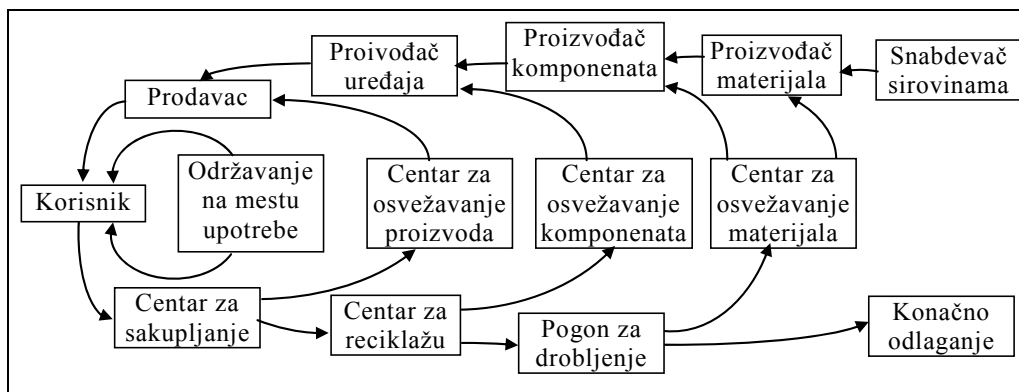 Proivođač
uređaja
Proizvođač
komponenata
Proizvođač
materijala
Snabdevač
sirovinama
Prodavac
Korisnik
Održavanje
na mestu
upotrebe
Centar za
osvežavanje
proizvoda
Centar za
osvežavanje
komponenata
Centar za
osvežavanje
materijala
Centar za
sakupljanje
Centar za
reciklažu
Pogon za
drobljenje
Konačno
odlaganje